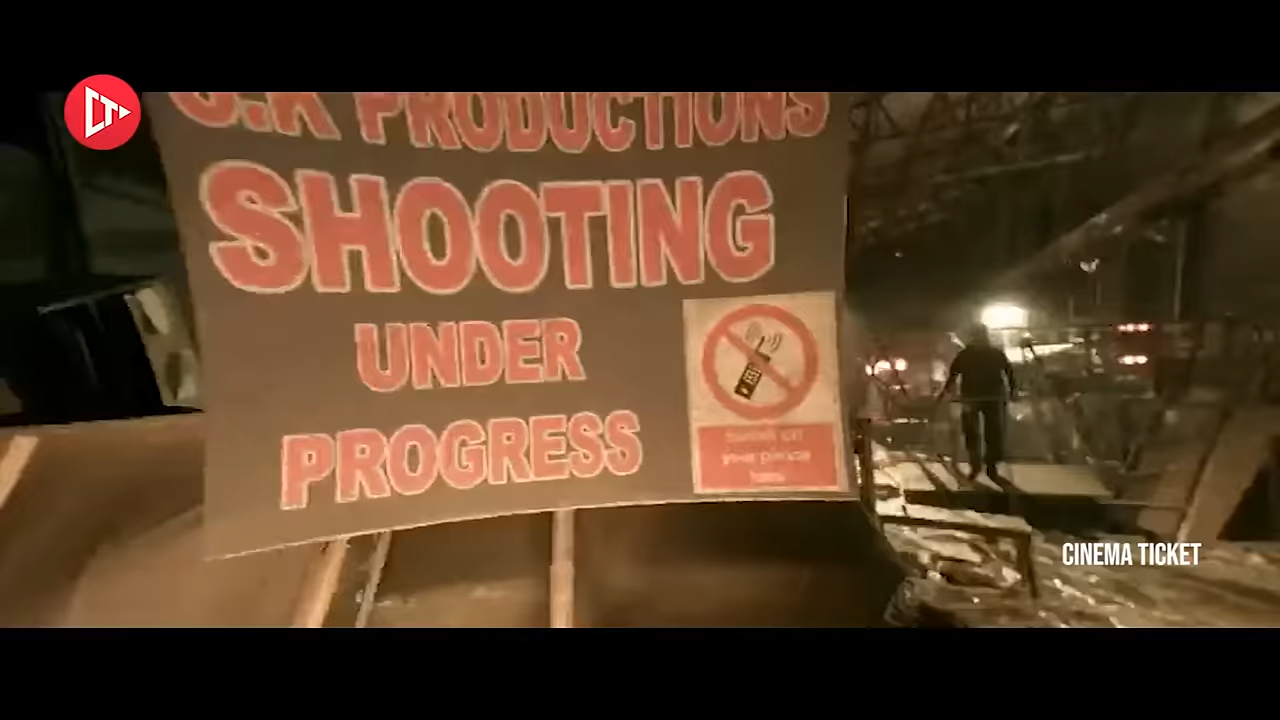 PRODUCTIONS
SHOOTING
UNDER
PROGRESS
CINEMA TICKET